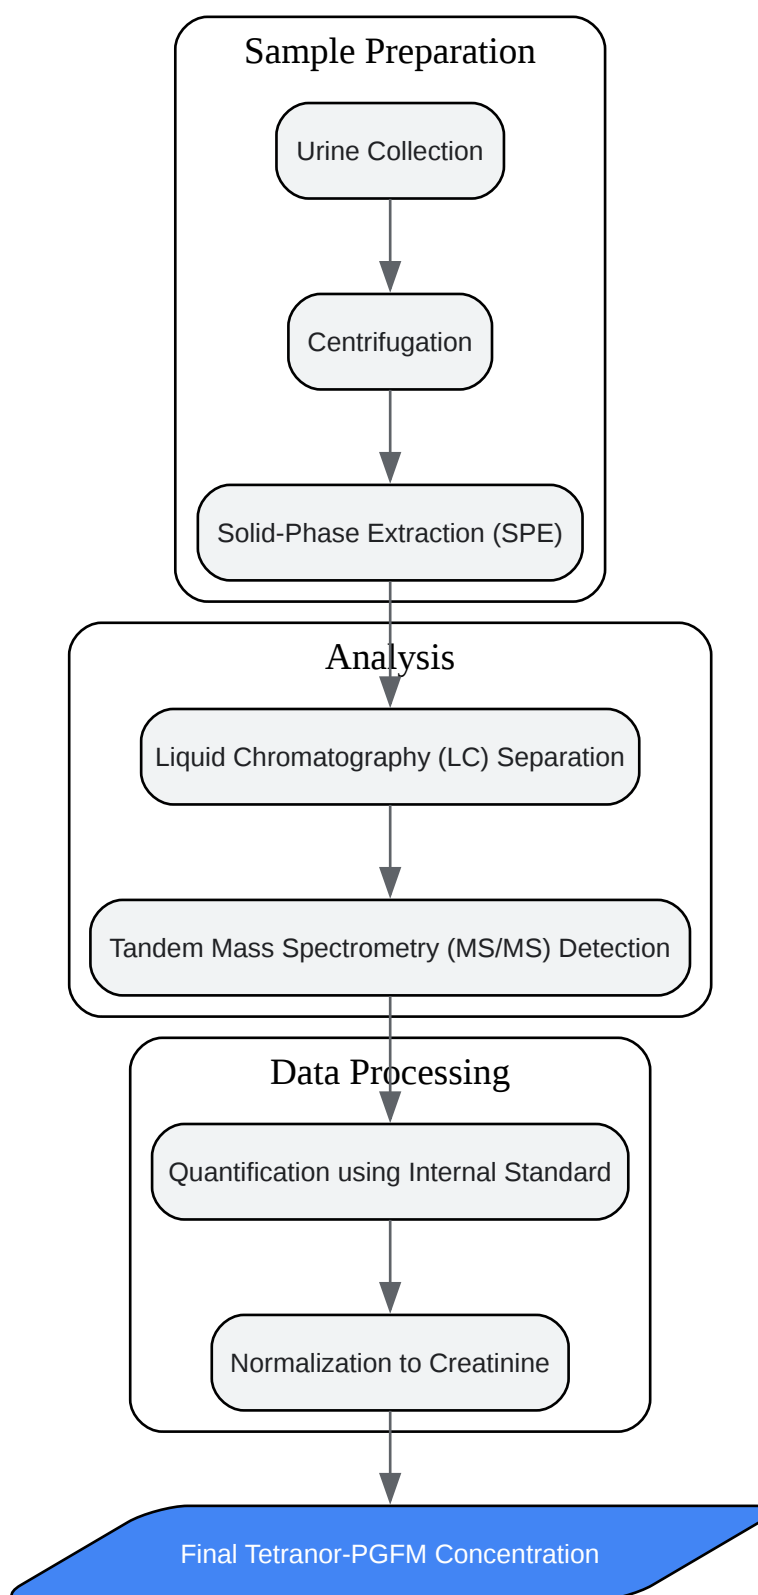 Sample Preparation
Urine Collection
Centrifugation
Solid-Phase Extraction (SPE)
Analysis
Liquid Chromatography (LC) Separation
Tandem Mass Spectrometry (MS/MS) Detection
Data Processing
Quantification using Internal Standard
Normalization to Creatinine
Final Tetranor-PGFM Concentration